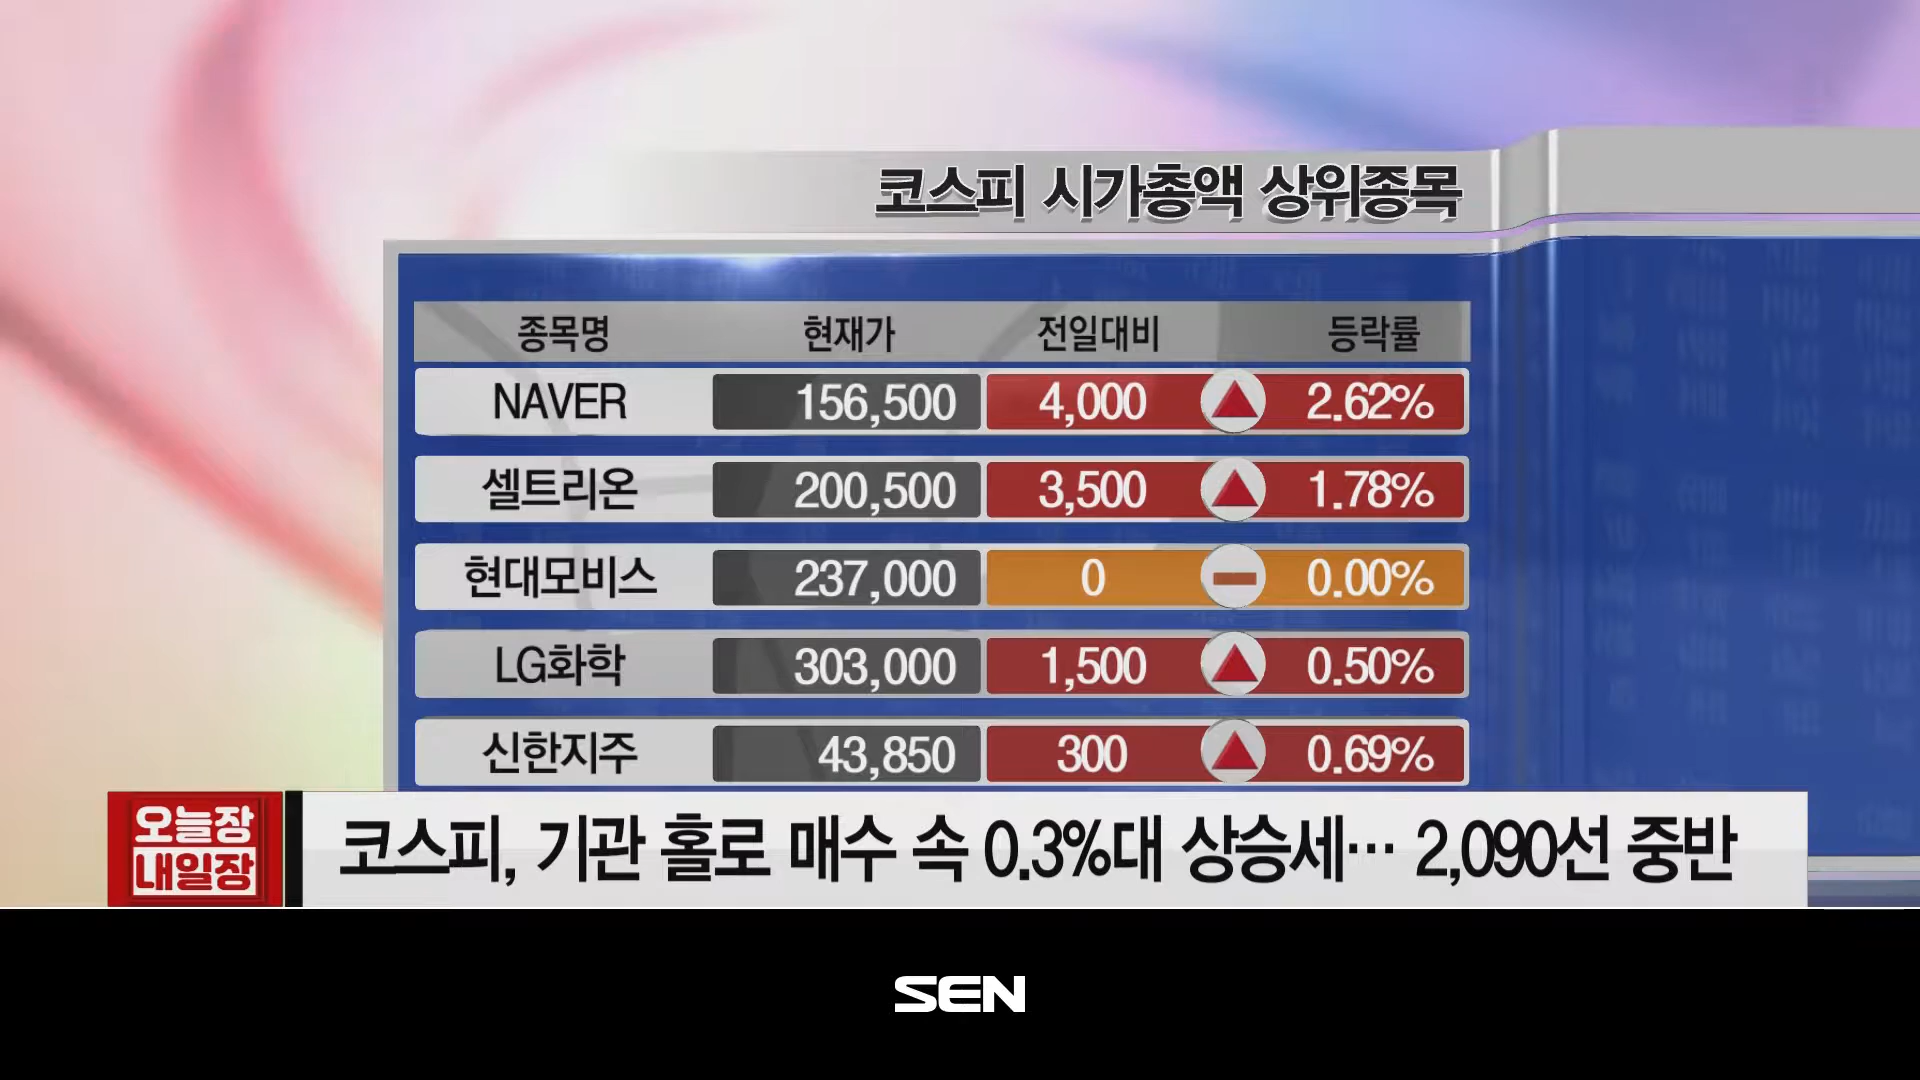 코스피 시가총액 상위종목
종목명 현재가 전일대비 등락률
NAVER 156,500 4,000 ▲ 2.62%
셀트리온 200,500 3,500 ▲ 1.78%
현대모비스 237,000 0 - 0.00%
LG화학 303,000 1,500 ▲ 0.50%
신한지주 43,850 300 ▲ 0.69%
오늘장
내일장
코스피, 기관 홀로 매수 속 0.3%대 상승세… 2,090선 중반
SEN